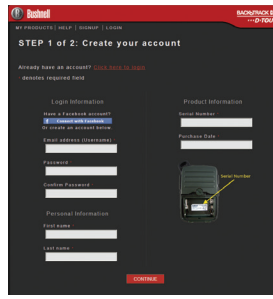 Bushnell
BACKTRACK
D-TOU
MY PRODUCTS | HELP | SIGNUP | LOGIN
STEP 1 of 2: Create your account
Already have an account? Click here to login
* denotes required field
Login Information
Product Information
Have a Facebook account?
Connect with Facebook
Or create an account below.
Serial Number *
Email address (Username) *
Purchase Date
Password *
Serial Number
Confirm Password *
Personal Information
First name *
Last name *
CONTINUE